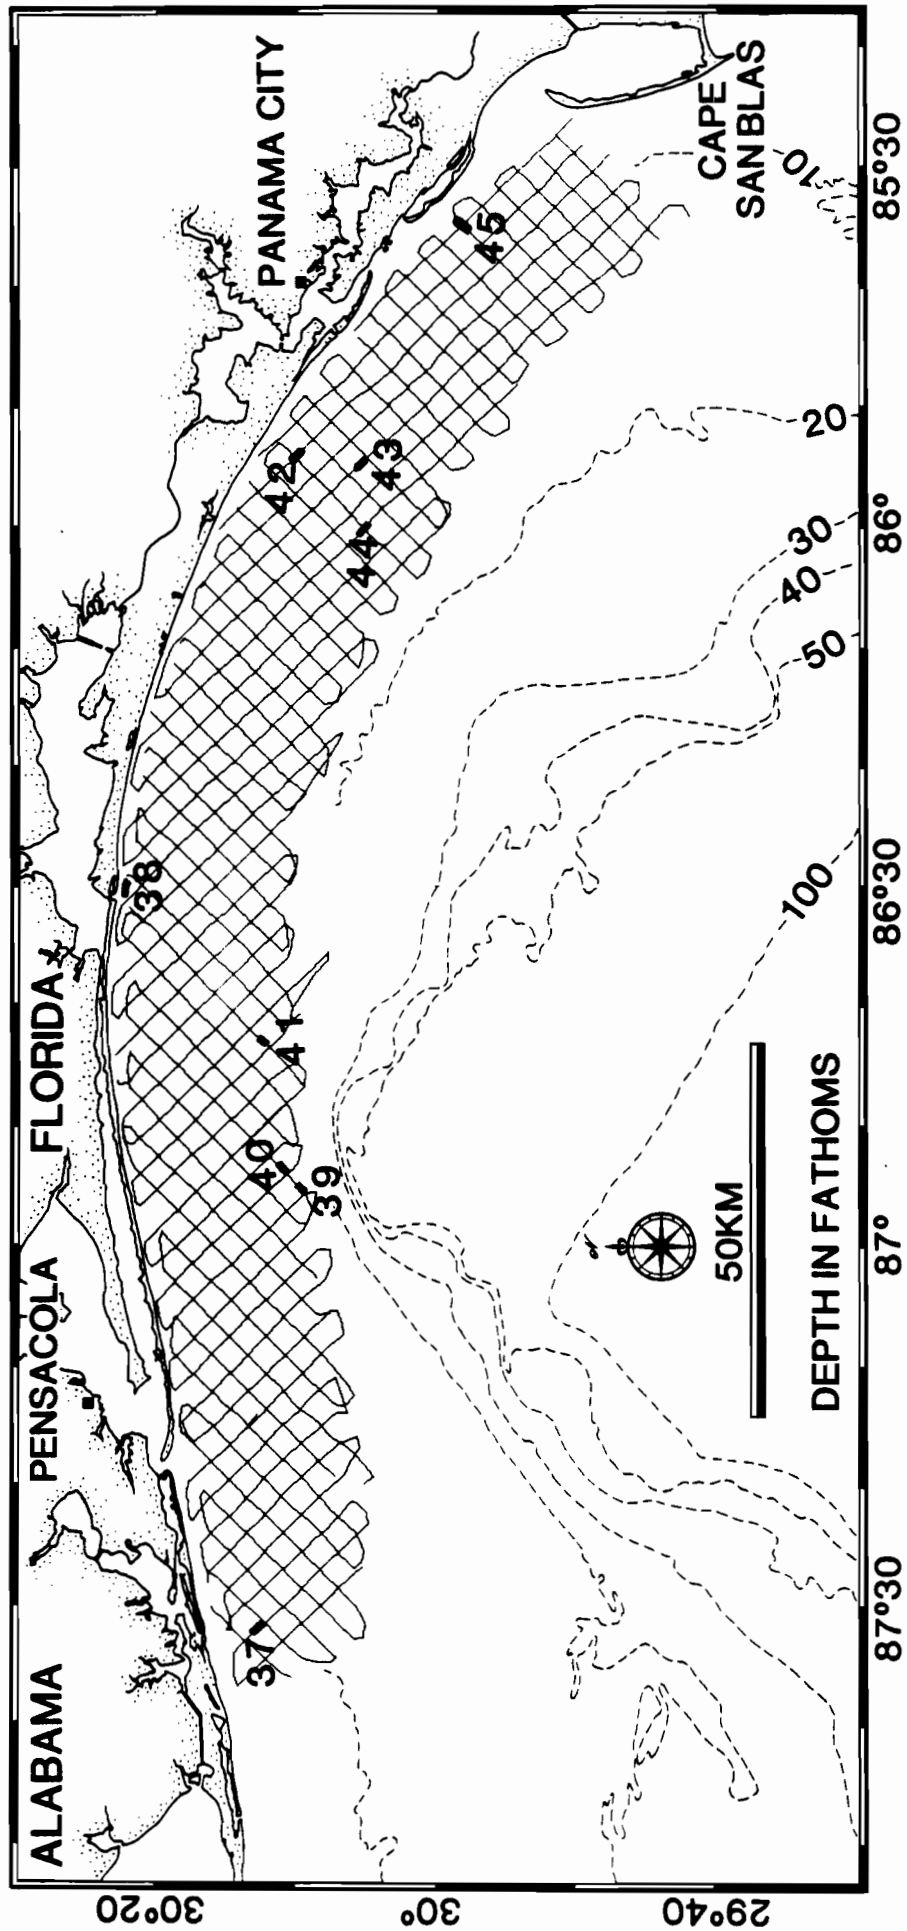 ALABAMA
PENSACOLA
FLORIDA
PANAMA CITY
CAPE
SAN BLAS
37
38
39
40
41
42
43
44
45
10
20
30
40
50
100
N
50KM
DEPTH IN FATHOMS
30°20
30°
29°40
87°30
87°
86°30
86°
85°30